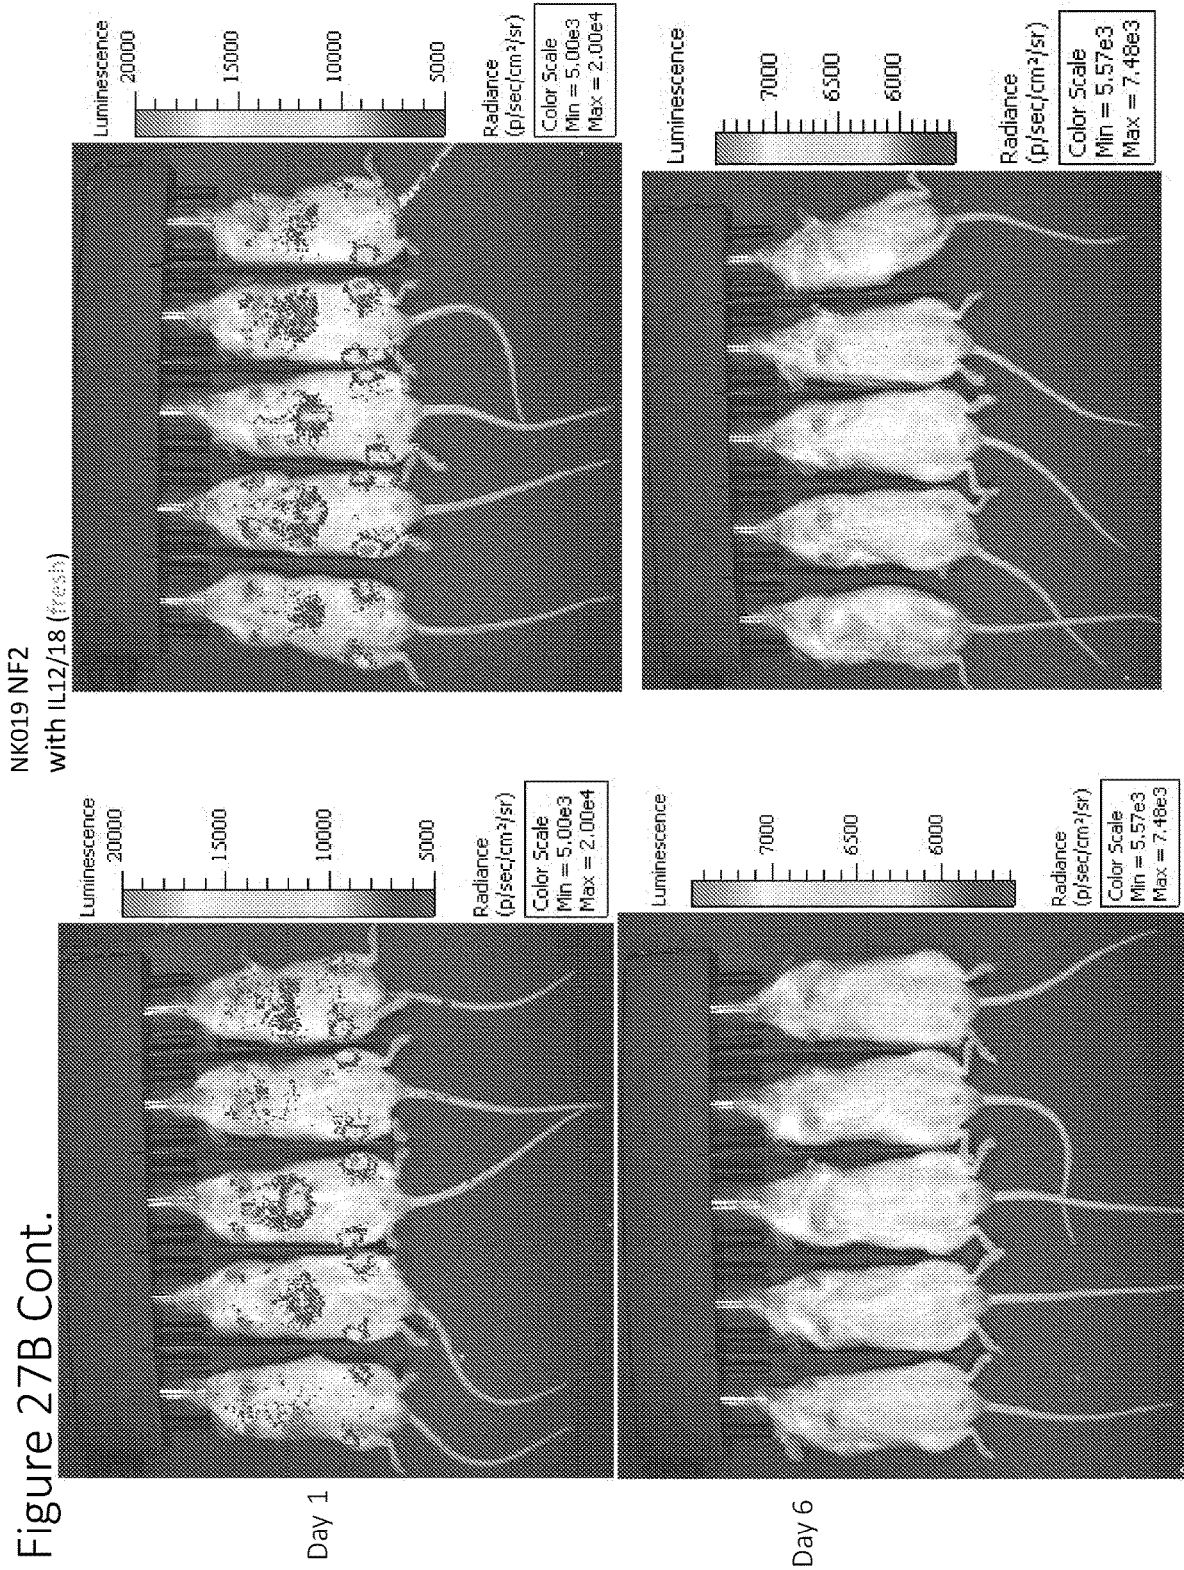 Figure 27B Cont.
NK019 NF2
with IL12/18 (fresh)
Day 1
Luminescence
20000
15000
10000
5000
Radiance
(p/sec/cm²/sr)
Color Scale
Min = 5.00e3
Max = 2.00e4
Luminescence
20000
15000
10000
5000
Radiance
(p/sec/cm²/sr)
Color Scale
Min = 5.00e3
Max = 2.00e4
Day 6
Luminescence
7000
6500
6000
Radiance
(p/sec/cm²/sr)
Color Scale
Min = 5.57e3
Max = 7.48e3
Luminescence
7000
6500
6000
Radiance
(p/sec/cm²/sr)
Color Scale
Min = 5.57e3
Max = 7.48e3